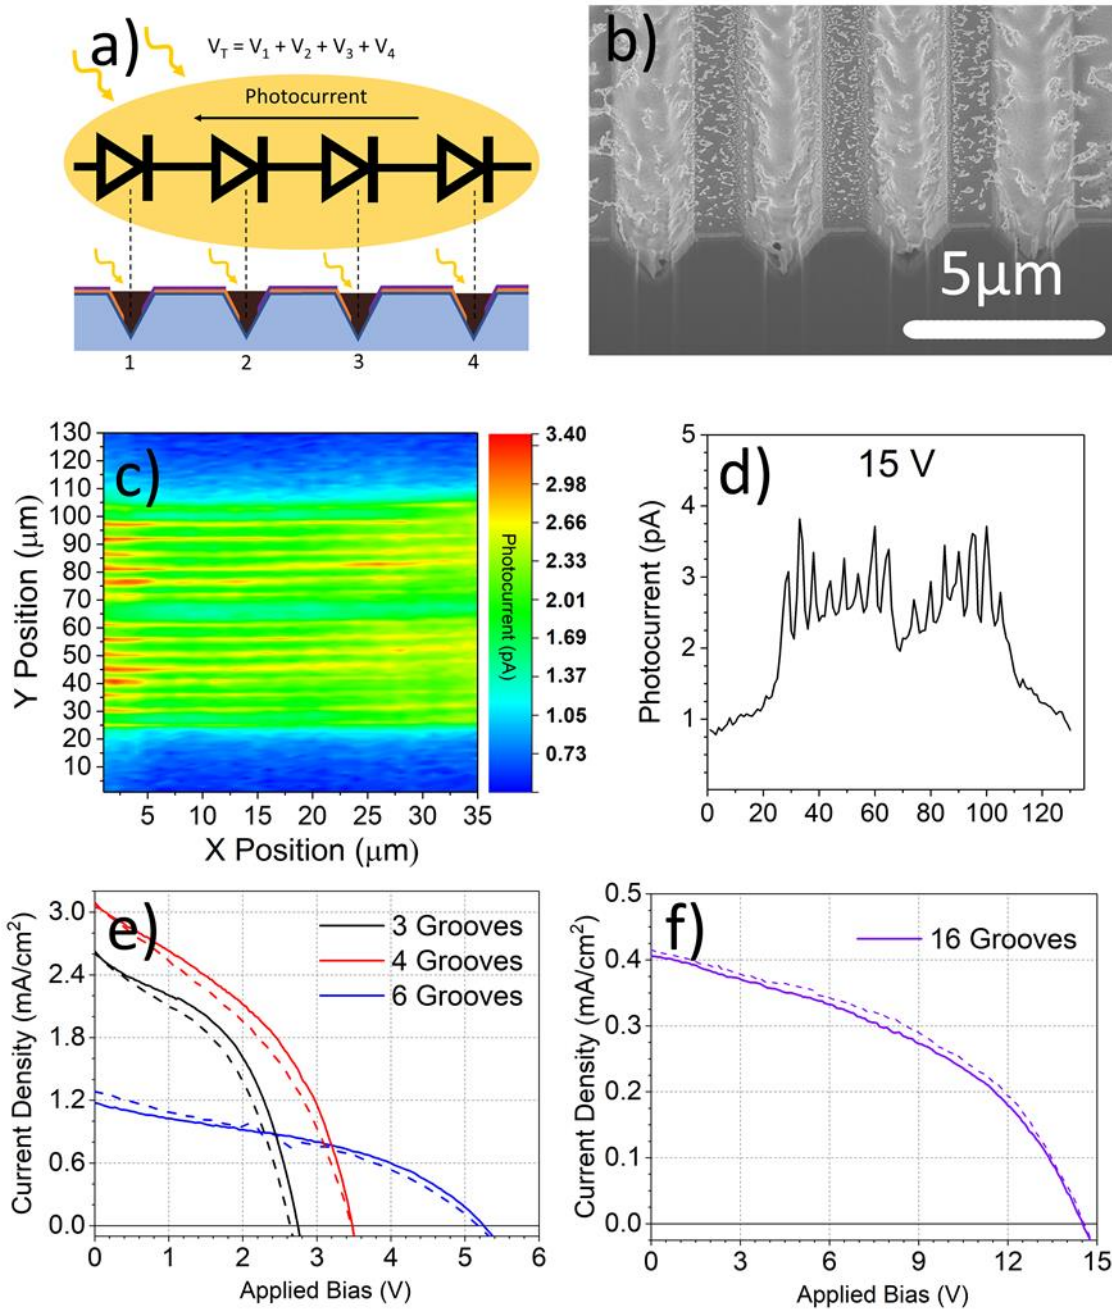 a)
V_T = V_1 + V_2 + V_3 + V_4
Photocurrent
1 2 3 4
b)
5μm
c)
Y Position (μm)
130
120
110
100
90
80
70
60
50
40
30
20
10
5 10 15 20 25 30 35
X Position (μm)
3.40
2.98
2.66
2.33
2.01
1.69
1.37
1.05
0.73
Photocurrent (pA)
d)
15 V
Photocurrent (pA)
5
4
3
2
1
0 20 40 60 80 100 120
e)
3 Grooves
4 Grooves
6 Grooves
Current Density (mA/cm²)
3.0
2.4
1.8
1.2
0.6
0.0
0 1 2 3 4 5 6
Applied Bias (V)
f)
16 Grooves
Current Density (mA/cm²)
0.5
0.4
0.3
0.2
0.1
0.0
0 3 6 9 12 15
Applied Bias (V)